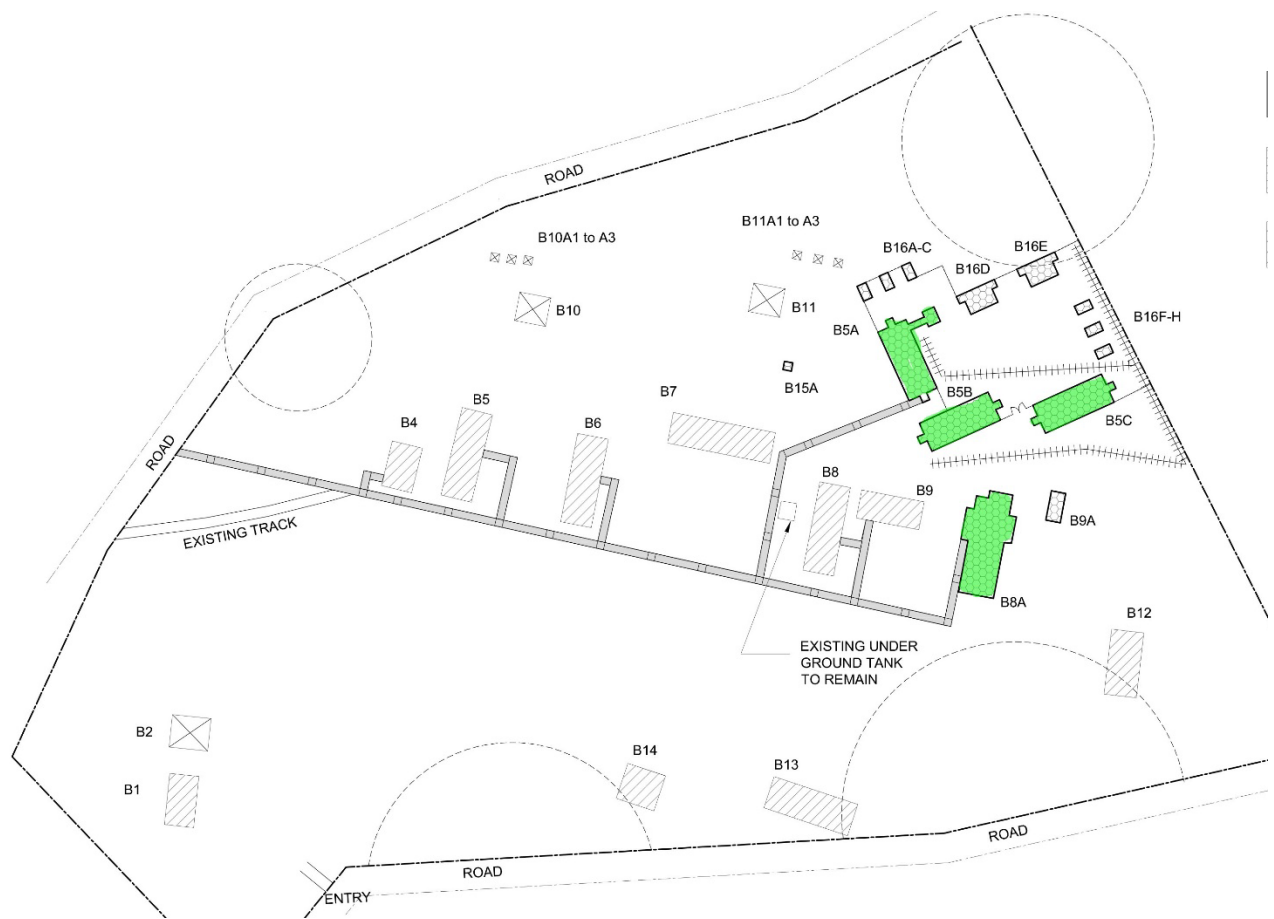 ROAD
B10A1 to A3
B11A1 to A3
B16A-C
B16E
B16D
B10
B11
B16F-H
B5A
B15A
B7
B5
B4
B6
B5B
B5C
ROAD
B8
B9
B9A
EXISTING TRACK
B8A
B12
EXISTING UNDER
GROUND TANK
TO REMAIN
B2
B14
B13
B1
ROAD
ROAD
ENTRY